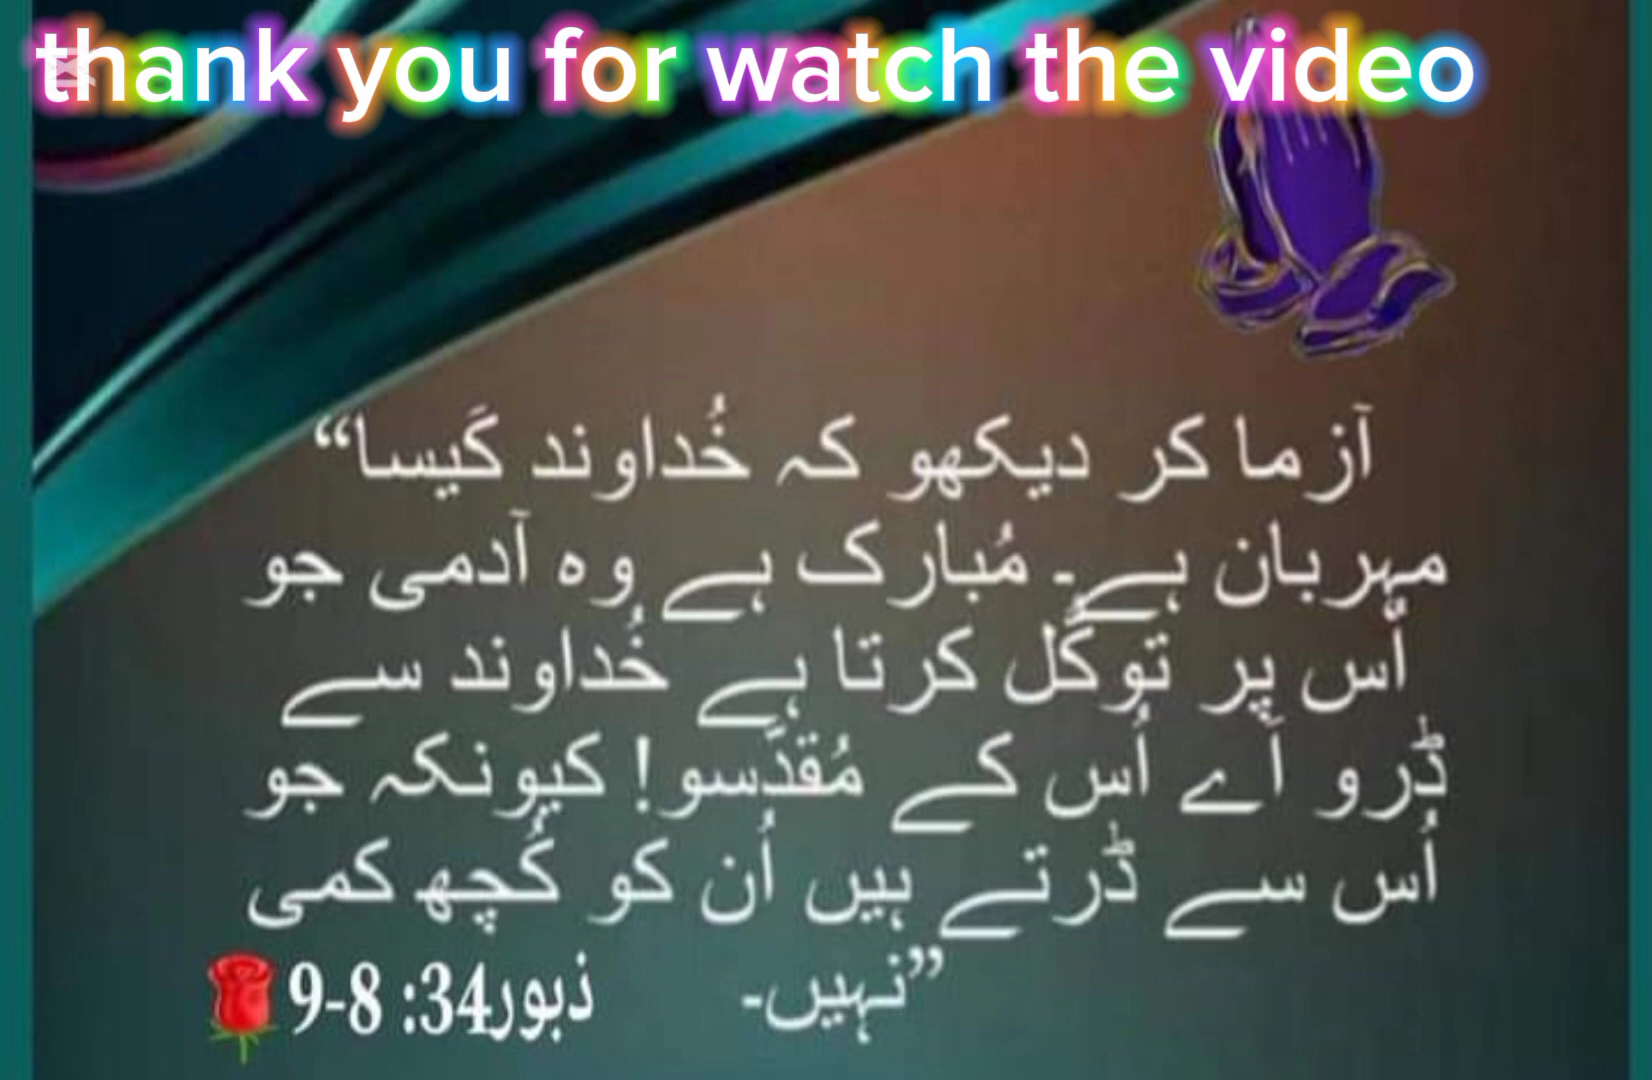 thank you for watch the video
آزما کر دیکھو کہ خُداوند کَیسا“
مہربان ہے۔ مُبارک ہے وہ آدمی جو
اُس پر توکُّل کرتا ہے خُداوند سے
ڈرو اَے اُس کے مُقدّسو! کیونکہ جو
اُس سے ڈرتے ہیں اُن کو کُچھ کمی
”نہیں۔ ذبور34: 8-9